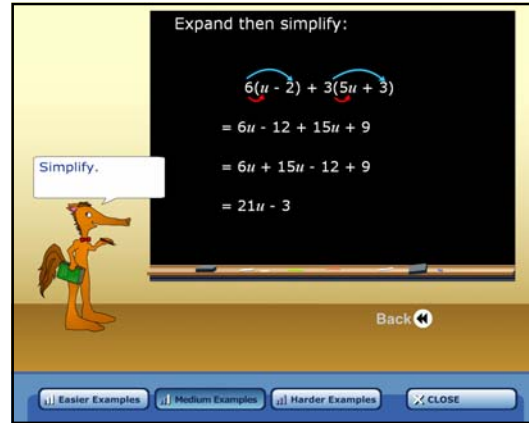 Expand then simplify:
6(u - 2) + 3(5u + 3)
= 6u - 12 + 15u + 9
Simplify.
= 6u + 15u - 12 + 9
= 21u - 3
Back
Easier Examples
Medium Examples
Harder Examples
CLOSE